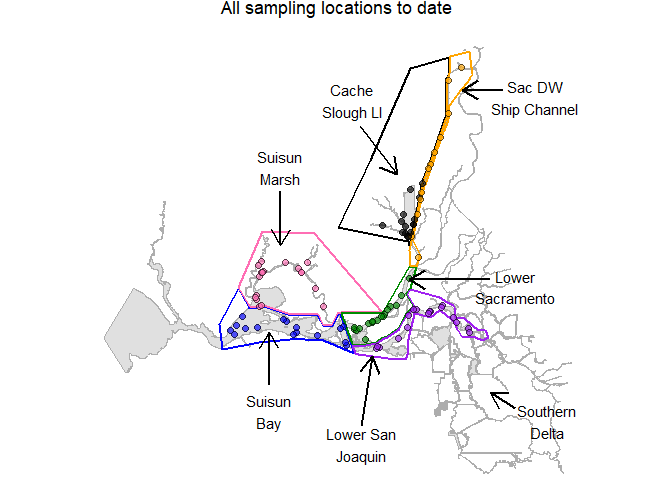 All sampling locations to date
Sac DW
Ship Channel
Cache
Slough LI
Suisun
Marsh
Lower
Sacramento
Suisun
Bay
Lower San
Joaquin
Southern
Delta